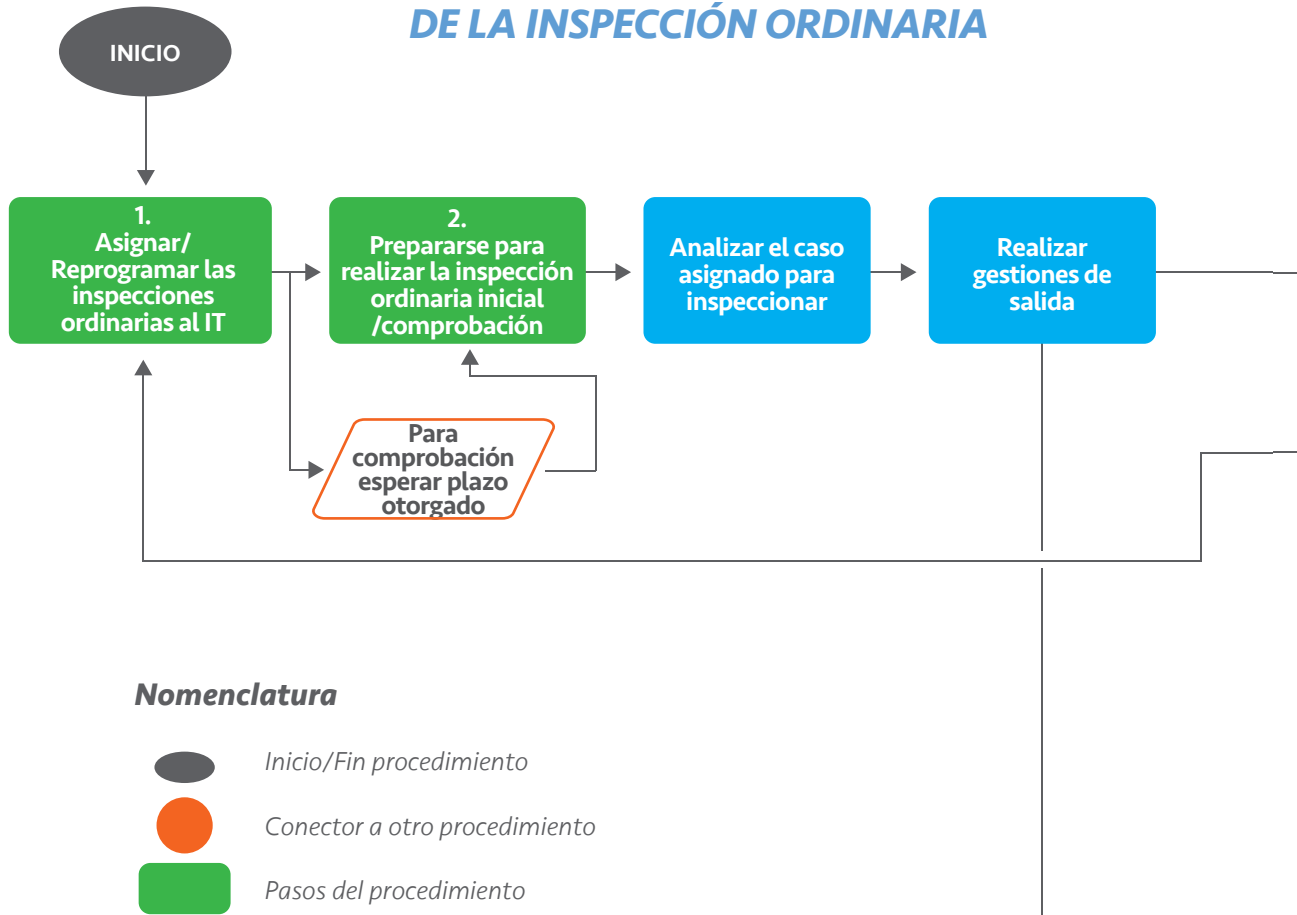 DE LA INSPECCIÓN ORDINARIA
INICIO
1.
Asignar/
Reprogramar las
inspecciones
ordinarias al IT
2.
Prepararse para
realizar la inspección
ordinaria inicial
/comprobación
Analizar el caso
asignado para
inspeccionar
Realizar
gestiones de
salida
Para
comprobación
esperar plazo
otorgado
Nomenclatura
Inicio/Fin procedimiento
Conector a otro procedimiento
Pasos del procedimiento